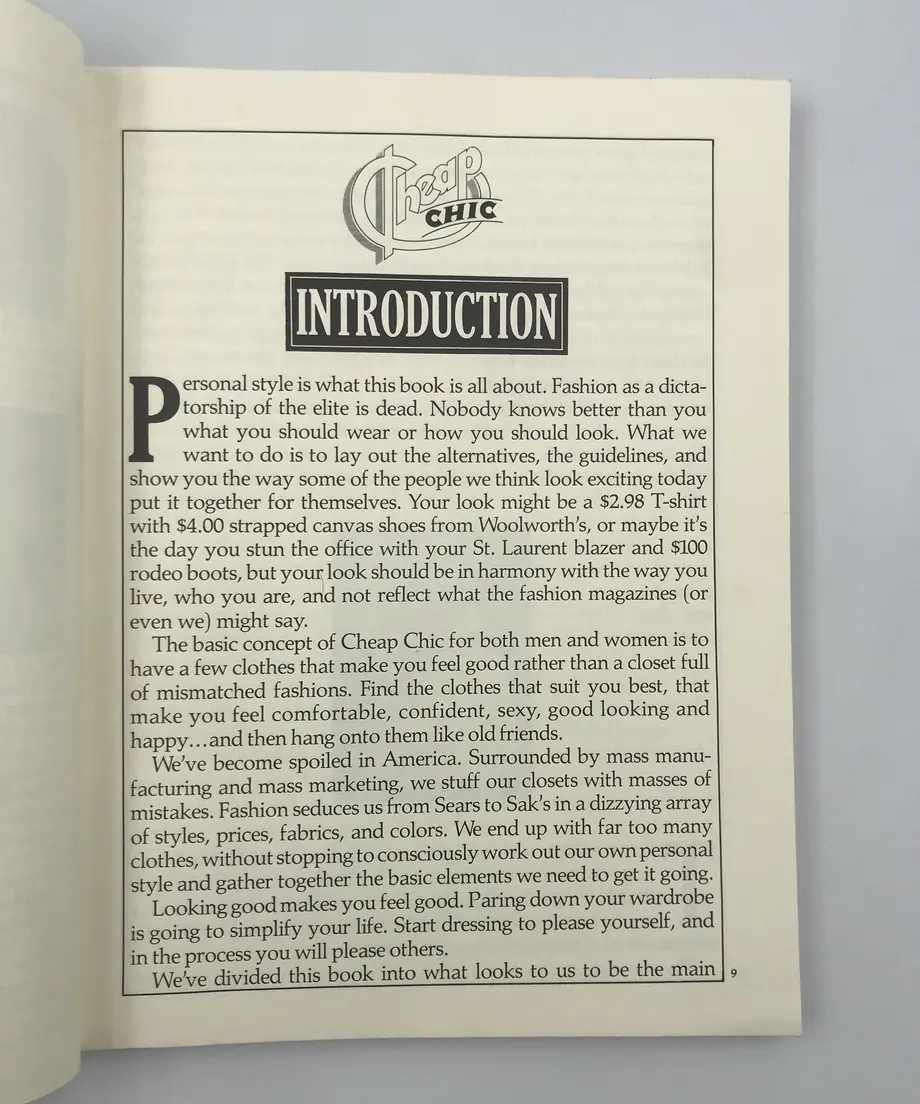 Cheap
CHIC
INTRODUCTION
Personal style is what this book is all about. Fashion as a dicta-
torship of the elite is dead. Nobody knows better than you
what you should wear or how you should look. What we
want to do is to lay out the alternatives, the guidelines, and
show you the way some of the people we think look exciting today
put it together for themselves. Your look might be a $2.98 T-shirt
with $4.00 strapped canvas shoes from Woolworth's, or maybe it's
the day you stun the office with your St. Laurent blazer and $100
rodeo boots, but your look should be in harmony with the way you
live, who you are, and not reflect what the fashion magazines (or
even we) might say.
The basic concept of Cheap Chic for both men and women is to
have a few clothes that make you feel good rather than a closet full
of mismatched fashions. Find the clothes that suit you best, that
make you feel comfortable, confident, sexy, good looking and
happy...and then hang onto them like old friends.
We've become spoiled in America. Surrounded by mass manu-
facturing and mass marketing, we stuff our closets with masses of
mistakes. Fashion seduces us from Sears to Sak's in a dizzying array
of styles, prices, fabrics, and colors. We end up with far too many
clothes, without stopping to consciously work out our own personal
style and gather together the basic elements we need to get it going.
Looking good makes you feel good. Paring down your wardrobe
is going to simplify your life. Start dressing to please yourself, and
in the process you will please others.
We've divided this book into what looks to us to be the main
9